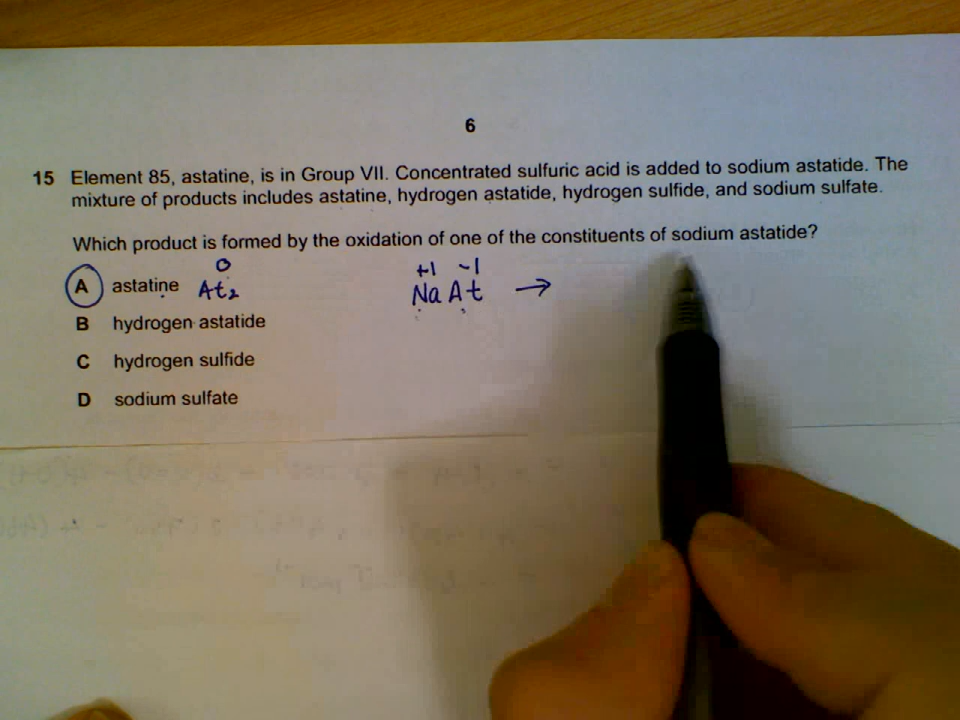 6
15 Element 85, astatine, is in Group VII. Concentrated sulfuric acid is added to sodium astatide. The
mixture of products includes astatine, hydrogen astatide, hydrogen sulfide, and sodium sulfate.
Which product is formed by the oxidation of one of the constituents of sodium astatide?
0 +1 -1
A astatine At₂ Na At →
B hydrogen astatide
C hydrogen sulfide
D sodium sulfate